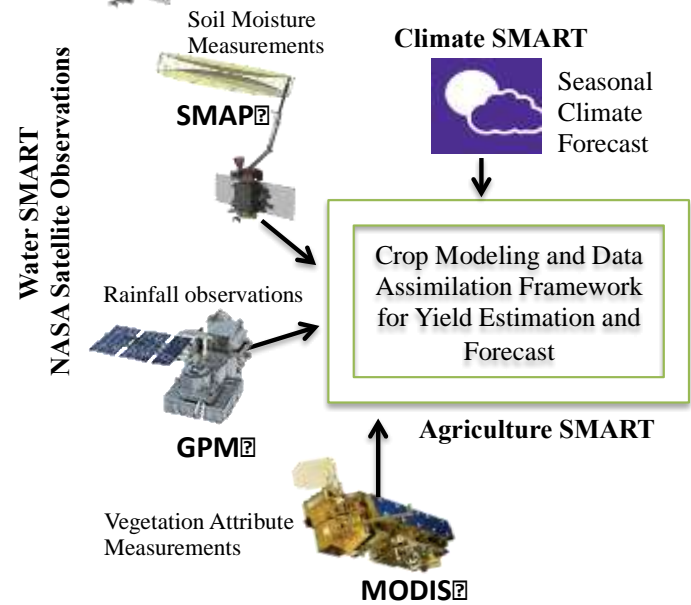 Soil Moisture
Measurements
Climate SMART
SMAP⍰
Seasonal
Climate
Forecast
Water SMART
NASA Satellite Observations
Crop Modeling and Data
Assimilation Framework
for Yield Estimation and
Forecast
Rainfall observations
GPM⍰
Agriculture SMART
Vegetation Attribute
Measurements
MODIS⍰